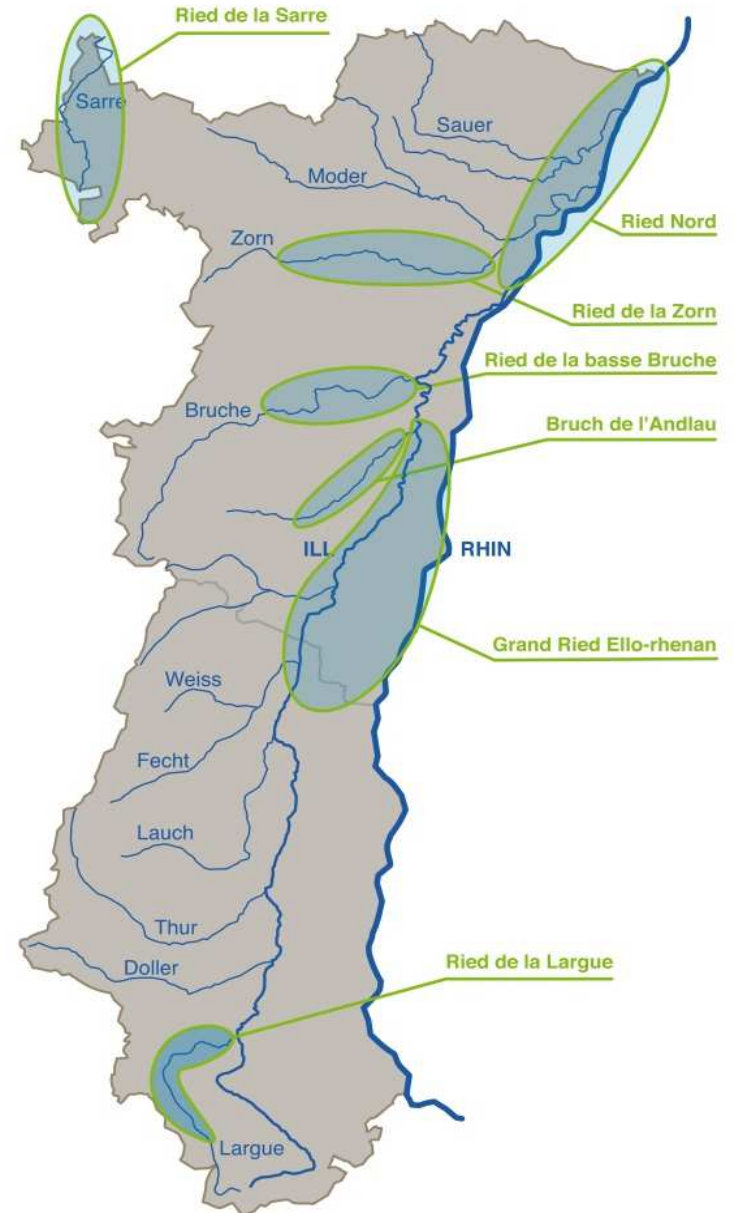 Ried de la Sarre
Sarre
Sauer
Moder
Ried Nord
Zorn
Ried de la Zorn
Ried de la basse Bruche
Bruche
Bruch de l'Andlau
ILL
RHIN
Grand Ried Ello-rhenan
Weiss
Fecht
Lauch
Thur
Doller
Ried de la Largue
Largue